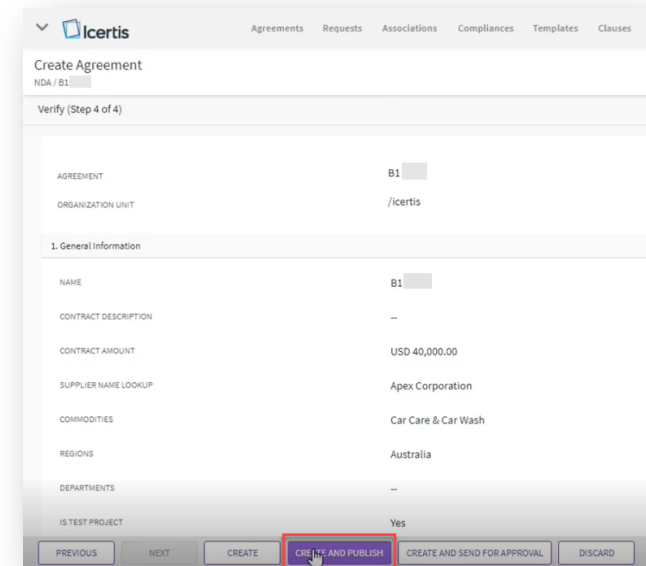 Icertis
Agreements Requests Associations Compliances Templates Clauses
Create Agreement
NDA / B1
Verify (Step 4 of 4)
AGREEMENT B1
ORGANIZATION UNIT /icertis
1. General Information
NAME B1
CONTRACT DESCRIPTION --
CONTRACT AMOUNT USD 40,000.00
SUPPLIER NAME LOOKUP Apex Corporation
COMMODITIES Car Care & Car Wash
REGIONS Australia
DEPARTMENTS --
IS TEST PROJECT Yes
PREVIOUS NEXT CREATE CREATE AND PUBLISH CREATE AND SEND FOR APPROVAL DISCARD